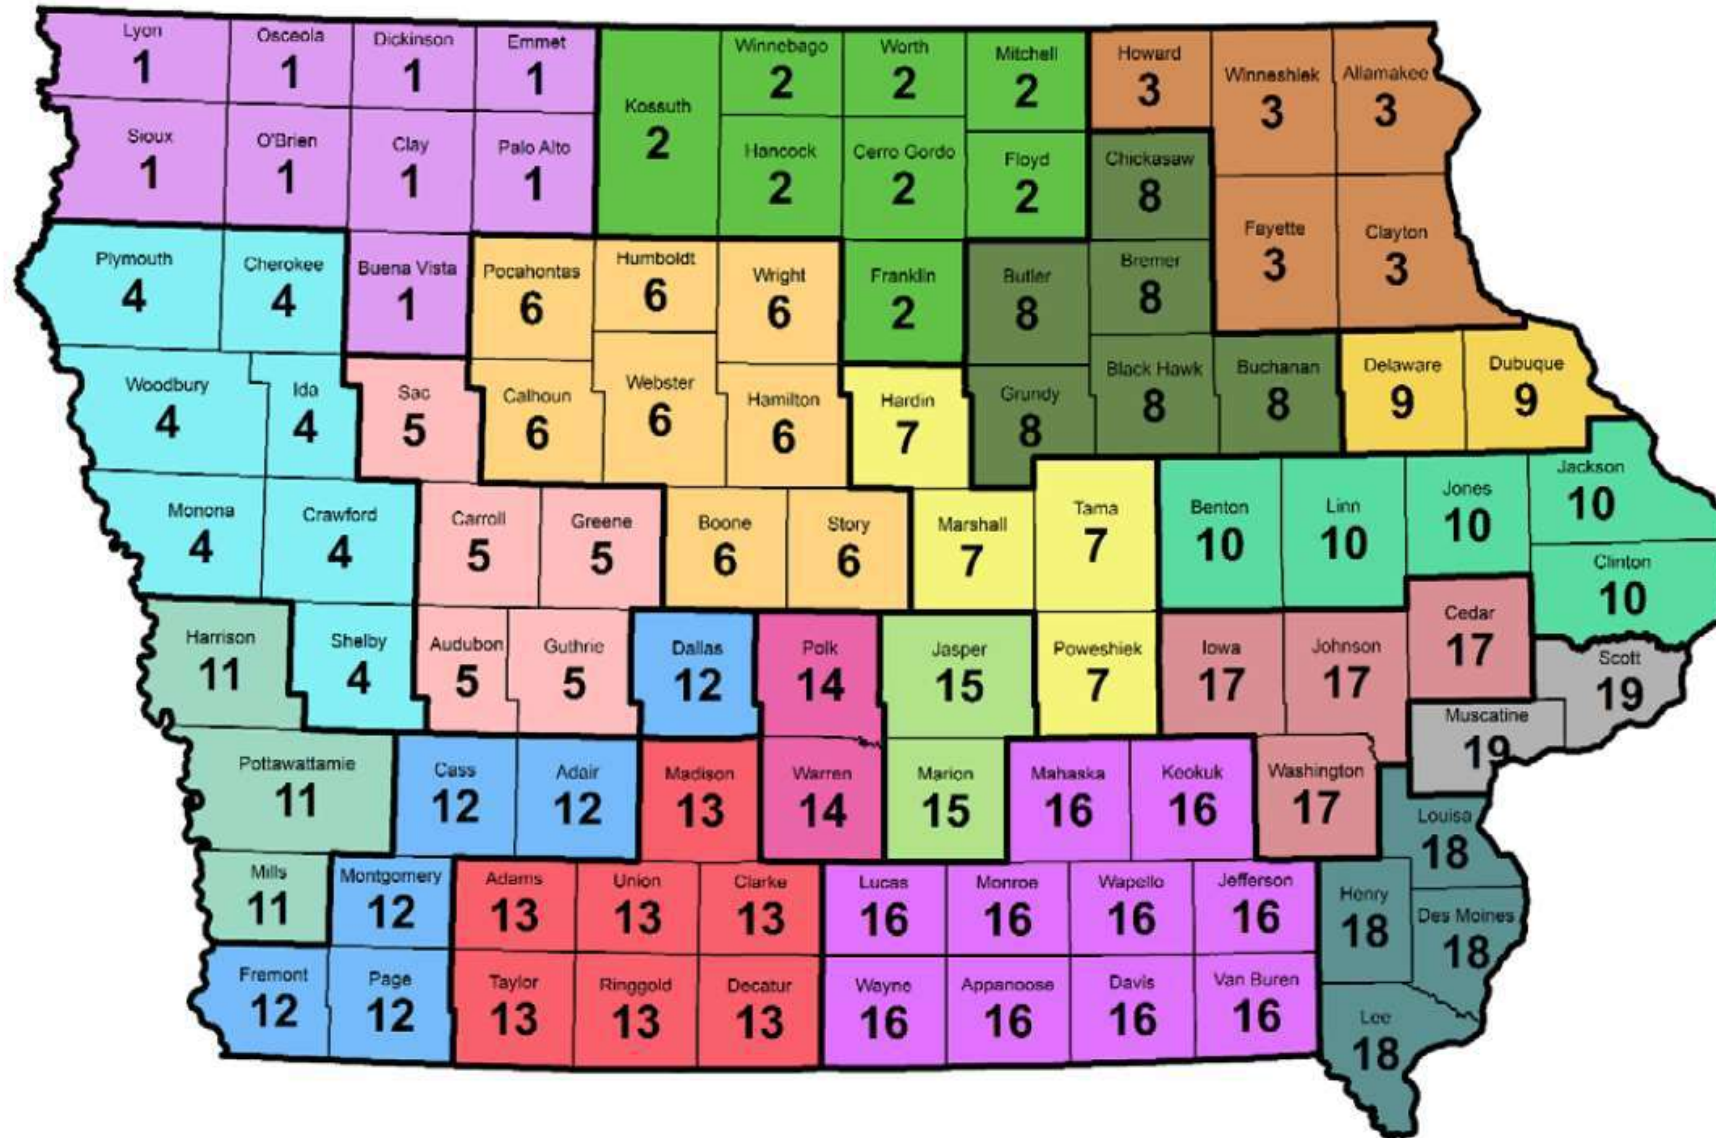 Lyon
1
Osceola
1
Dickinson
1
Emmet
1
Kossuth
2
Winnebago
2
Worth
2
Mitchell
2
Howard
3
Winneshiek
3
Allamakee
3
Sioux
1
O'Brien
1
Clay
1
Palo Alto
1
Hancock
2
Cerro Gordo
2
Floyd
2
Chickasaw
8
Fayette
3
Clayton
3
Plymouth
4
Cherokee
4
Buena Vista
1
Pocahontas
6
Humboldt
6
Wright
6
Franklin
2
Butler
8
Bremer
8
Woodbury
4
Ida
4
Sac
5
Calhoun
6
Webster
6
Hamilton
6
Hardin
7
Grundy
8
Black Hawk
8
Buchanan
8
Delaware
9
Dubuque
9
Monona
4
Crawford
4
Carroll
5
Greene
5
Boone
6
Story
6
Marshall
7
Tama
7
Benton
10
Linn
10
Jones
10
Jackson
10
Clinton
10
Harrison
11
Shelby
4
Audubon
5
Guthrie
5
Dallas
12
Polk
14
Jasper
15
Poweshiek
7
Iowa
17
Johnson
17
Cedar
17
Scott
19
Muscatine
19
Pottawattamie
11
Cass
12
Adair
12
Madison
13
Warren
14
Marion
15
Mahaska
16
Keokuk
16
Washington
17
Louisa
18
Mills
11
Montgomery
12
Adams
13
Union
13
Clarke
13
Lucas
16
Monroe
16
Wapello
16
Jefferson
16
Henry
18
Des Moines
18
Fremont
12
Page
12
Taylor
13
Ringgold
13
Decatur
13
Wayne
16
Appanoose
16
Davis
16
Van Buren
16
Lee
18